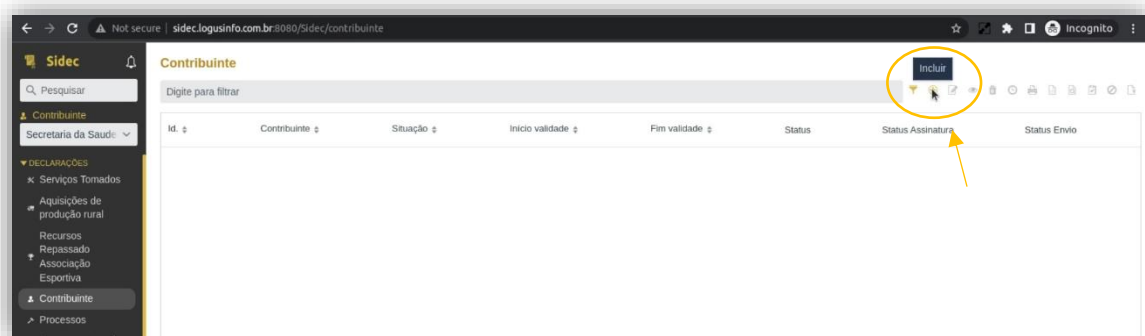 Not secure | sidec.logusinfo.com.br:8080/Sidec/contribuinte
Incognito
Sidec
Pesquisar
Contribuinte
Secretaria da Saude
DECLARAÇÕES
Serviços Tomados
Aquisições de
produção rural
Recursos
Repassado
Associação
Esportiva
Contribuinte
Processos
Contribuinte
Incluir
Digite para filtrar
Id. Contribuinte Situação Início validade Fim validade Status Status Assinatura Status Envio